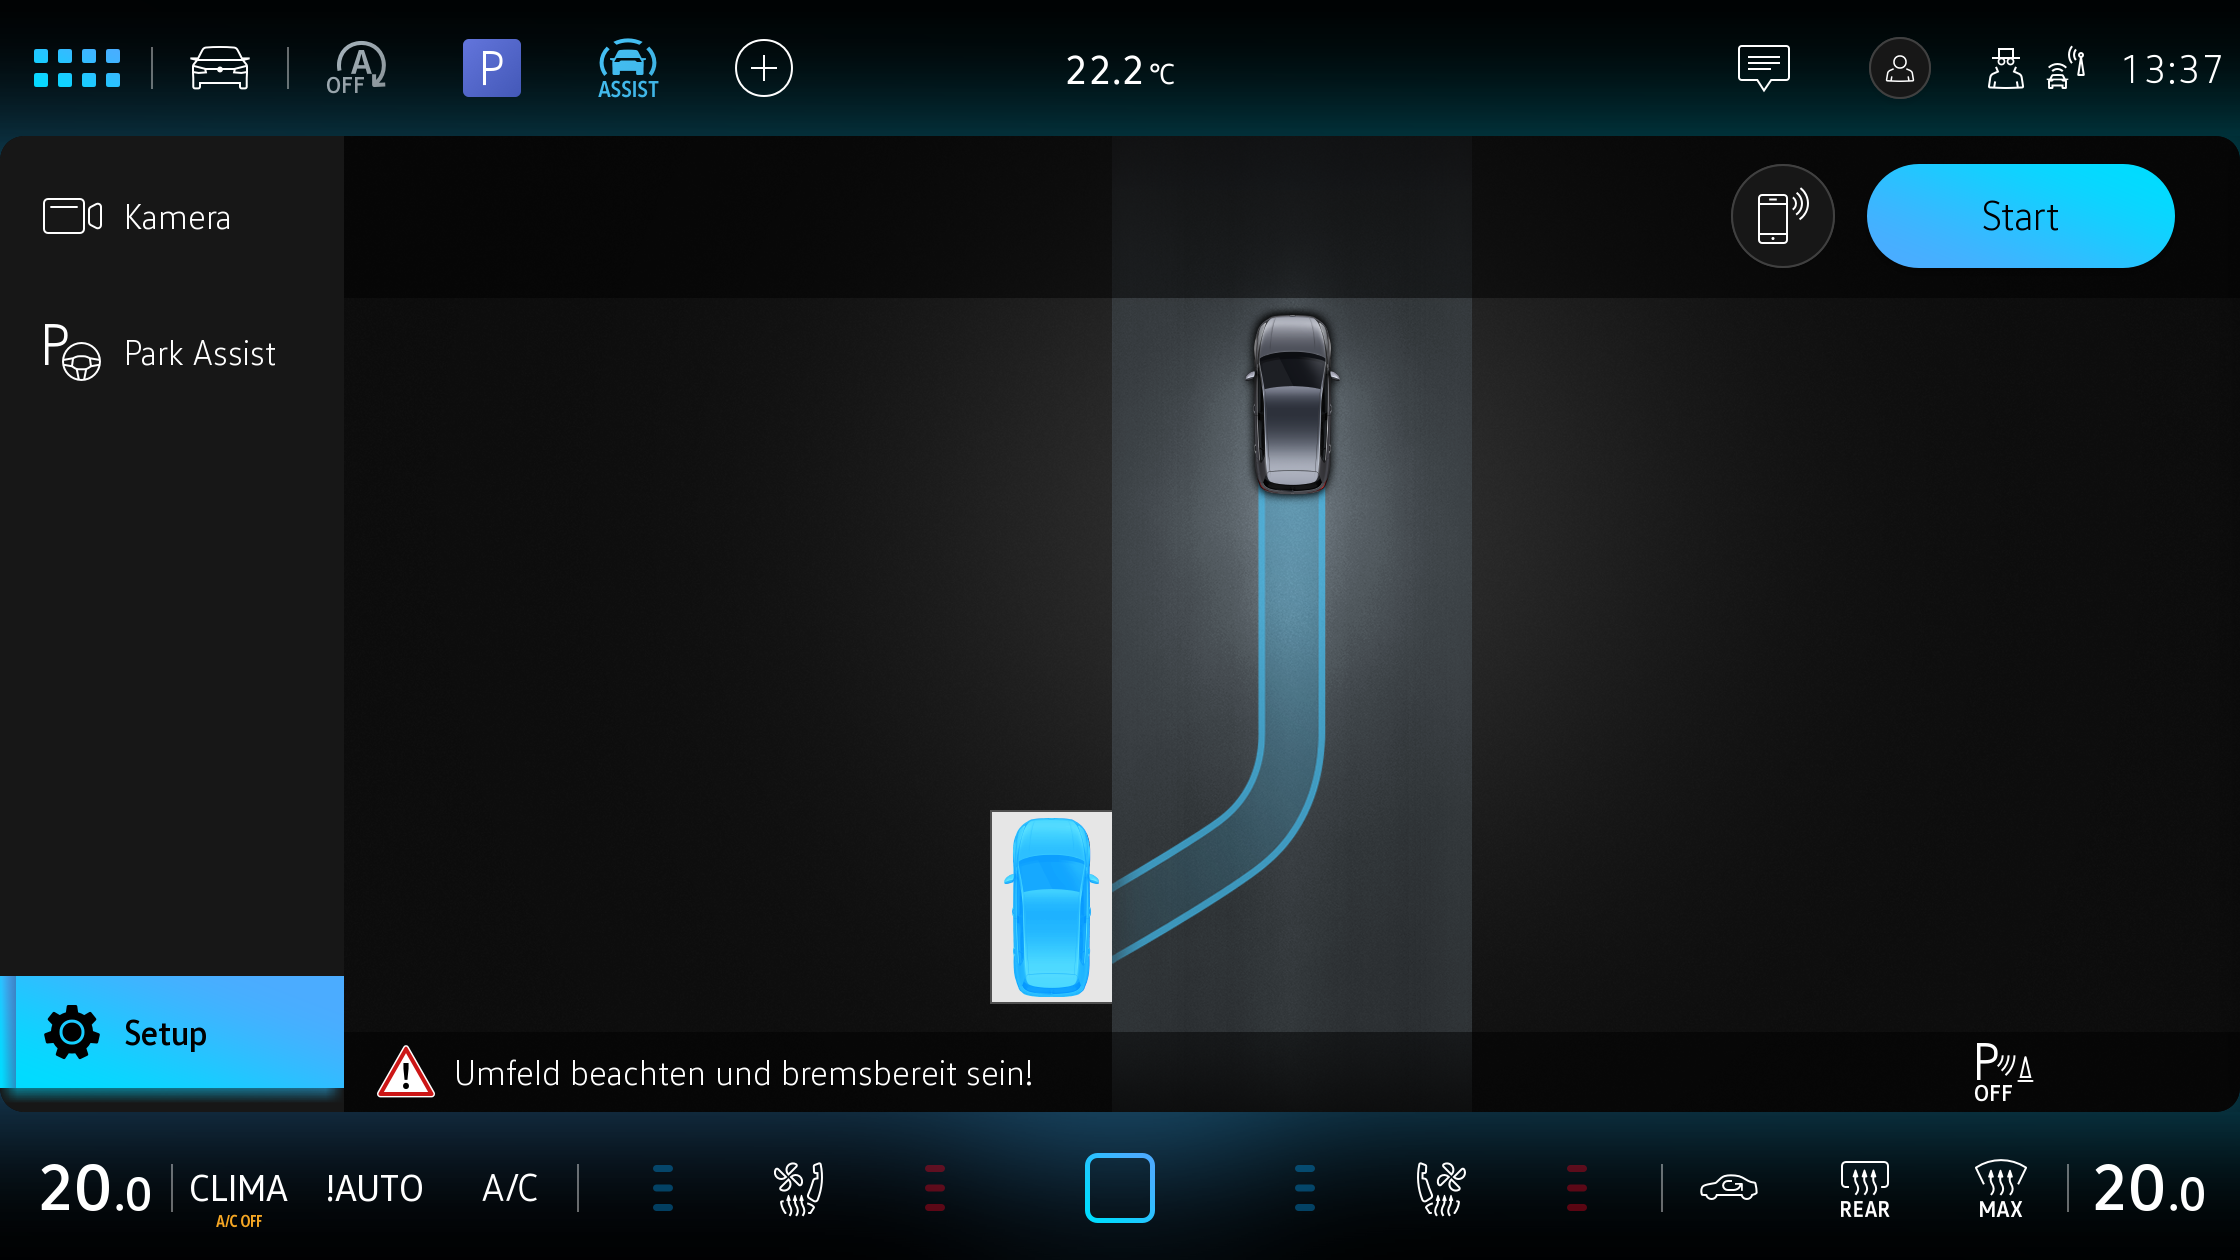 A
OFF
P
ASSIST
22.2 °C
13:37
Kamera
Start
P
Park Assist
Setup
Umfeld beachten und bremsbereit sein!
P
OFF
20.0
CLIMA
A/C OFF
!AUTO
A/C
REAR
MAX
20.0